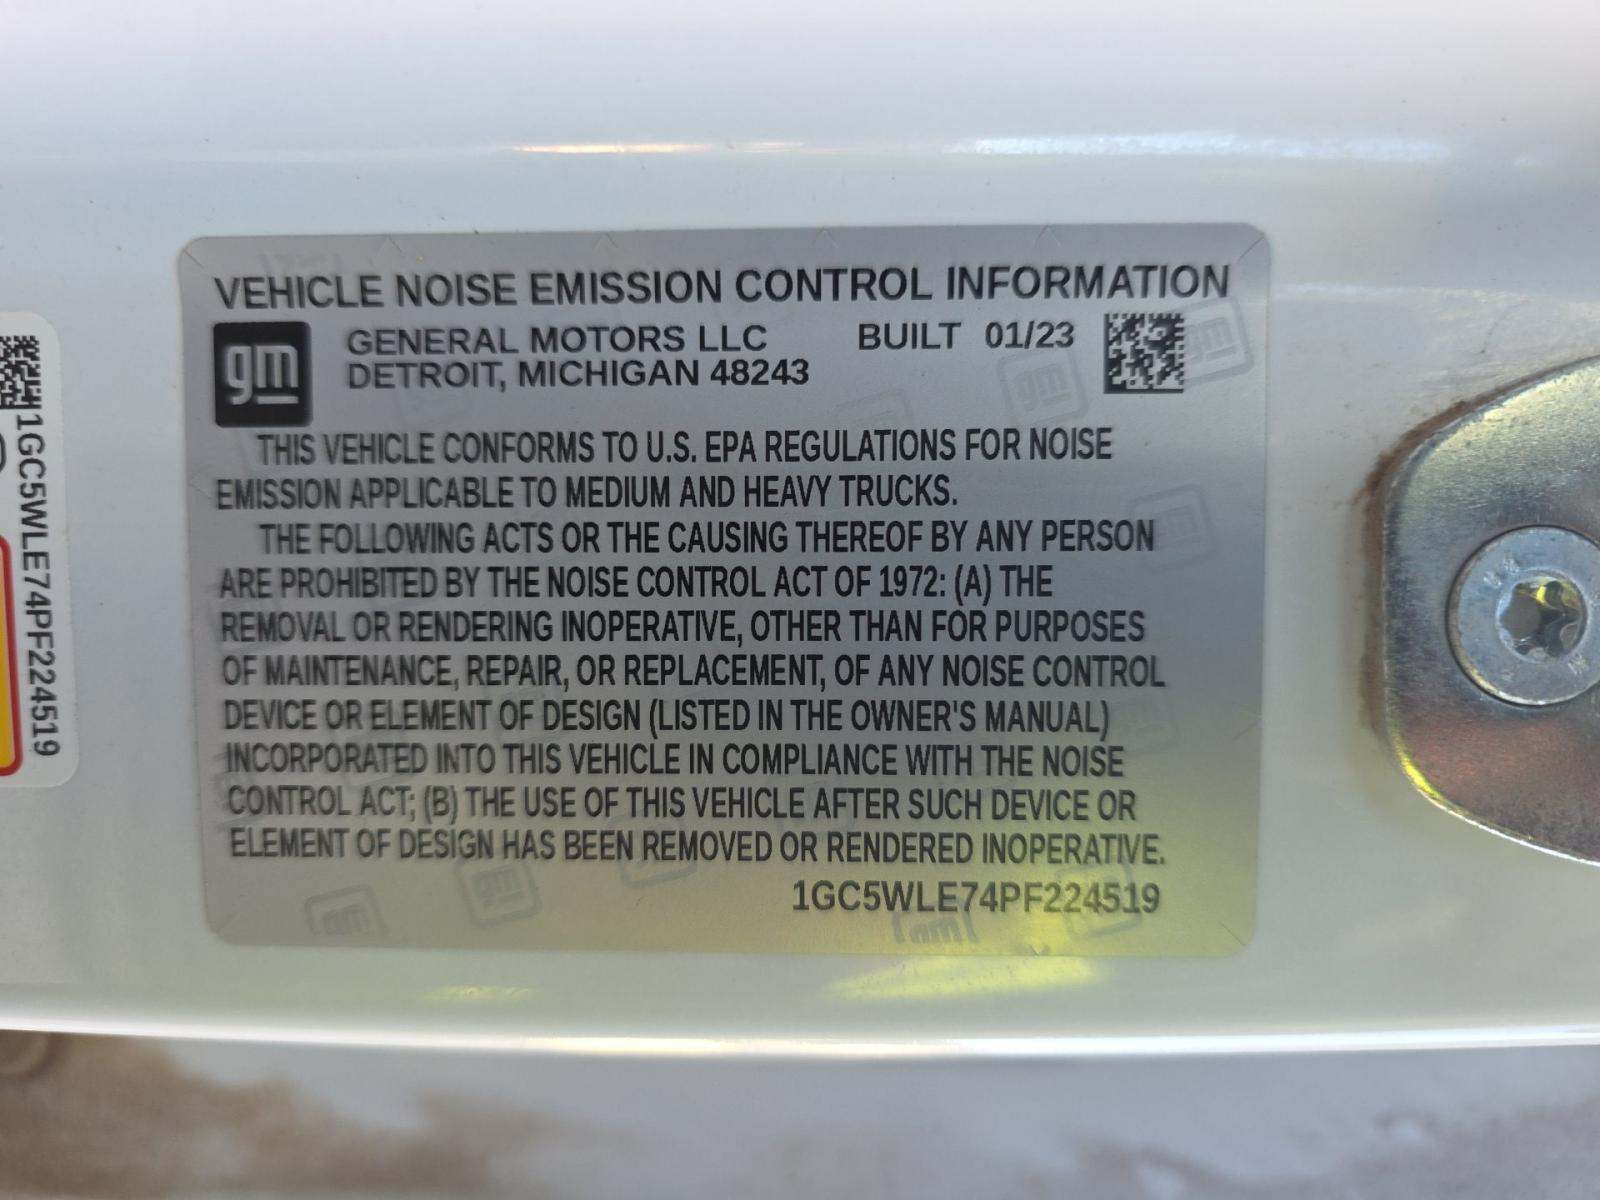 VEHICLE NOISE EMISSION CONTROL INFORMATION
gm
GENERAL MOTORS LLC BUILT 01/23
DETROIT, MICHIGAN 48243
THIS VEHICLE CONFORMS TO U.S. EPA REGULATIONS FOR NOISE
EMISSION APPLICABLE TO MEDIUM AND HEAVY TRUCKS.
THE FOLLOWING ACTS OR THE CAUSING THEREOF BY ANY PERSON
ARE PROHIBITED BY THE NOISE CONTROL ACT OF 1972: (A) THE
REMOVAL OR RENDERING INOPERATIVE, OTHER THAN FOR PURPOSES
OF MAINTENANCE, REPAIR, OR REPLACEMENT, OF ANY NOISE CONTROL
DEVICE OR ELEMENT OF DESIGN (LISTED IN THE OWNER'S MANUAL)
INCORPORATED INTO THIS VEHICLE IN COMPLIANCE WITH THE NOISE
CONTROL ACT; (B) THE USE OF THIS VEHICLE AFTER SUCH DEVICE OR
ELEMENT OF DESIGN HAS BEEN REMOVED OR RENDERED INOPERATIVE.
1GC5WLE74PF224519
1GC5WLE74PF224519